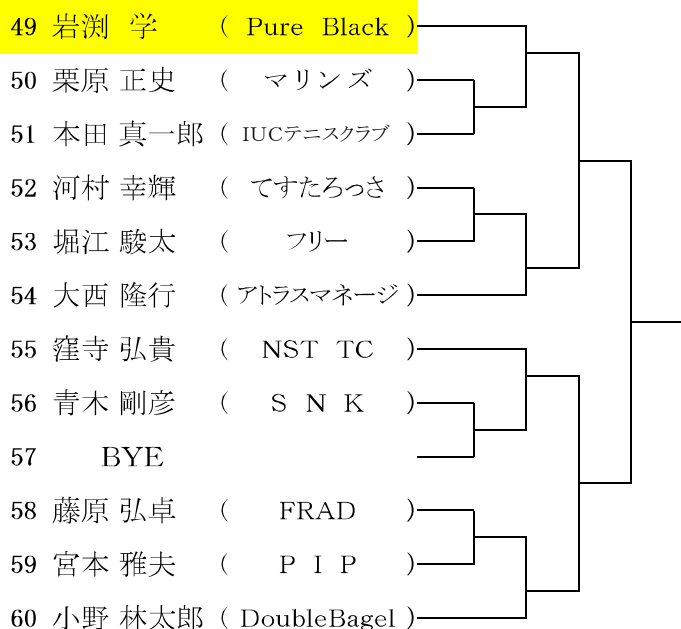 49 岩渕 学 ( Pure Black )
50 栗原 正史 ( マリンズ )
51 本田 真一郎 ( IUCテニスクラブ )
52 河村 幸輝 ( てすたろっさ )
53 堀江 駿太 ( フリー )
54 大西 隆行 ( アトラスマネージ )
55 窪寺 弘貴 ( NST TC )
56 青木 剛彦 ( S N K )
57 BYE
58 藤原 弘卓 ( FRAD )
59 宮本 雅夫 ( P I P )
60 小野 林太郎 ( DoubleBagel )